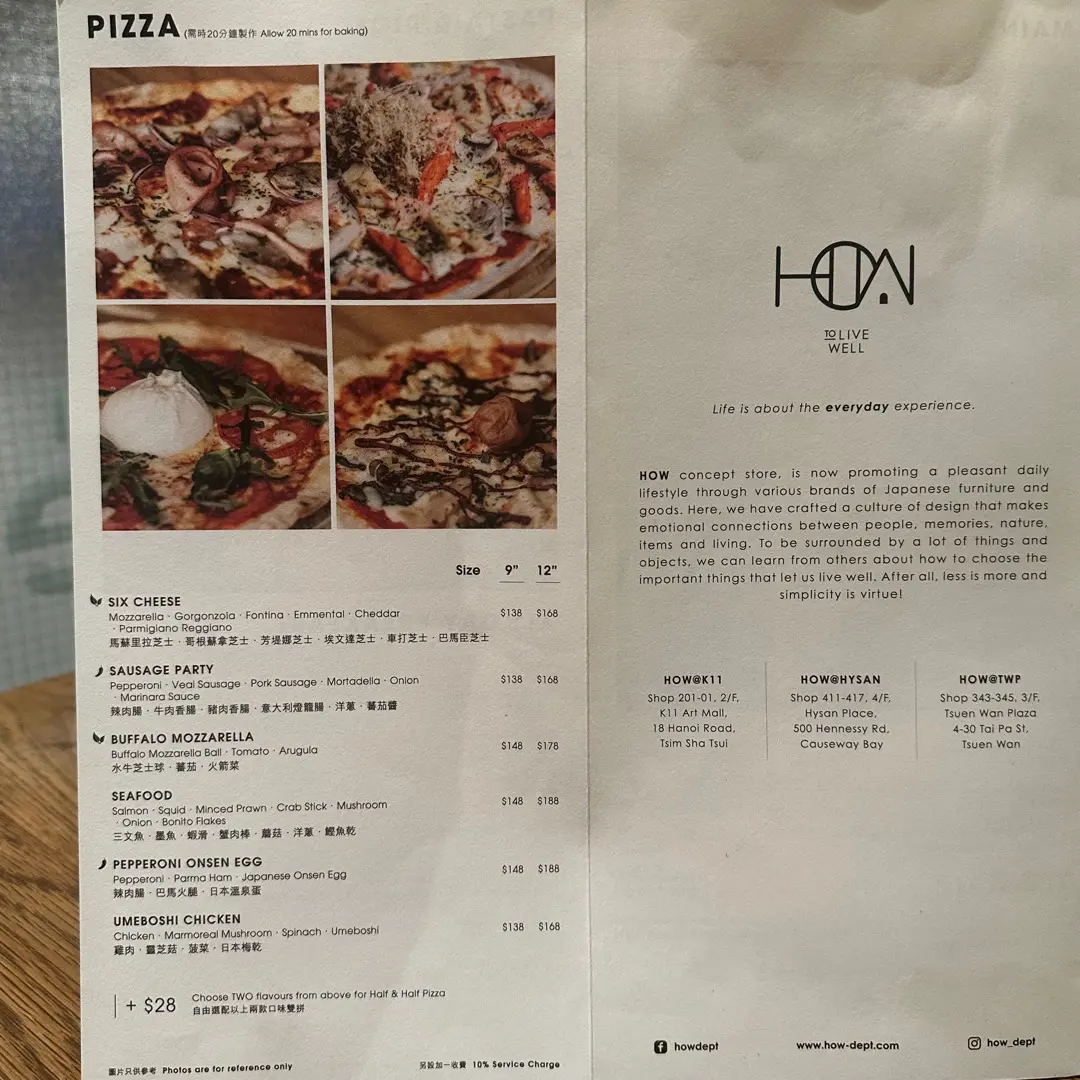 PIZZA (需時20分鐘製作 Allow 20 mins for baking)
Size 9" 12"
SIX CHEESE
Mozzarella · Gorgonzola · Fontina · Emmental · Cheddar $138 $168
· Parmigiano Reggiano
馬蘇里拉芝士 · 哥根蘇拿芝士 · 芳堤娜芝士 · 埃文達芝士 · 車打芝士 · 巴馬臣芝士
SAUSAGE PARTY
Pepperoni · Veal Sausage · Pork Sausage · Mortadella · Onion $138 $168
· Marinara Sauce
辣肉腸 · 牛肉香腸 · 豬肉香腸 · 意大利燈籠腸 · 洋蔥 · 蕃茄醬
BUFFALO MOZZARELLA
Buffalo Mozzarella Ball · Tomato · Arugula $148 $178
水牛芝士球 · 蕃茄 · 火箭菜
SEAFOOD
Salmon · Squid · Minced Prawn · Crab Stick · Mushroom $148 $188
· Onion · Bonito Flakes
三文魚 · 墨魚 · 蝦滑 · 蟹肉棒 · 蘑菇 · 洋蔥 · 鰹魚乾
PEPPERONI ONSEN EGG
Pepperoni · Parma Ham · Japanese Onsen Egg $148 $188
辣肉腸 · 巴馬火腿 · 日本溫泉蛋
UMEBOSHI CHICKEN
Chicken · Marmoreal Mushroom · Spinach · Umeboshi $138 $168
雞肉 · 靈芝菇 · 菠菜 · 日本梅乾
+ $28 Choose TWO flavours from above for Half & Half Pizza
自由選配以上兩款口味雙拼
圖片只供參考 Photos are for reference only
另設加一收費 10% Service Charge
HOW
TO LIVE
WELL
Life is about the everyday experience.
HOW concept store, is now promoting a pleasant daily
lifestyle through various brands of Japanese furniture and
goods. Here, we have crafted a culture of design that makes
emotional connections between people, memories, nature,
items and living. To be surrounded by a lot of things and
objects, we can learn from others about how to choose the
important things that let us live well. After all, less is more and
simplicity is virtue!
HOW@K11
Shop 201-01, 2/F,
K11 Art Mall,
18 Hanoi Road,
Tsim Sha Tsui
HOW@HYSAN
Shop 411-417, 4/F,
Hysan Place,
500 Hennessy Rd,
Causeway Bay
HOW@TWP
Shop 343-345, 3/F,
Tsuen Wan Plaza
4-30 Tai Pa St,
Tsuen Wan
howdept
www.how-dept.com
how_dept